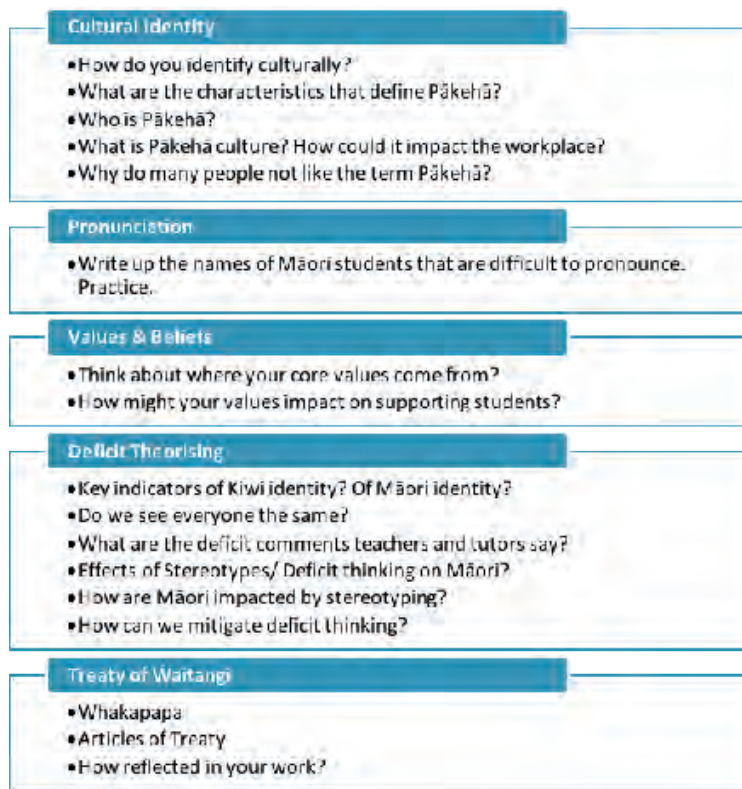 Cultural Identity
•How do you identify culturally?
•What are the characteristics that define Pākehā?
•Who is Pākehā?
•What is Pākehā culture? How could it impact the workplace?
•Why do many people not like the term Pākehā?
Pronunciation
•Write up the names of Māori students that are difficult to pronounce.
Practice.
Values & Beliefs
•Think about where your core values come from?
•How might your values impact on supporting students?
Deficit Theorising
•Key indicators of Kiwi identity? Of Māori identity?
•Do we see everyone the same?
•What are the deficit comments teachers and tutors say?
•Effects of Stereotypes/ Deficit thinking on Māori?
•How are Māori impacted by stereotyping?
•How can we mitigate deficit thinking?
Treaty of Waitangi
•Whakapapa
•Articles of Treaty
•How reflected in your work?